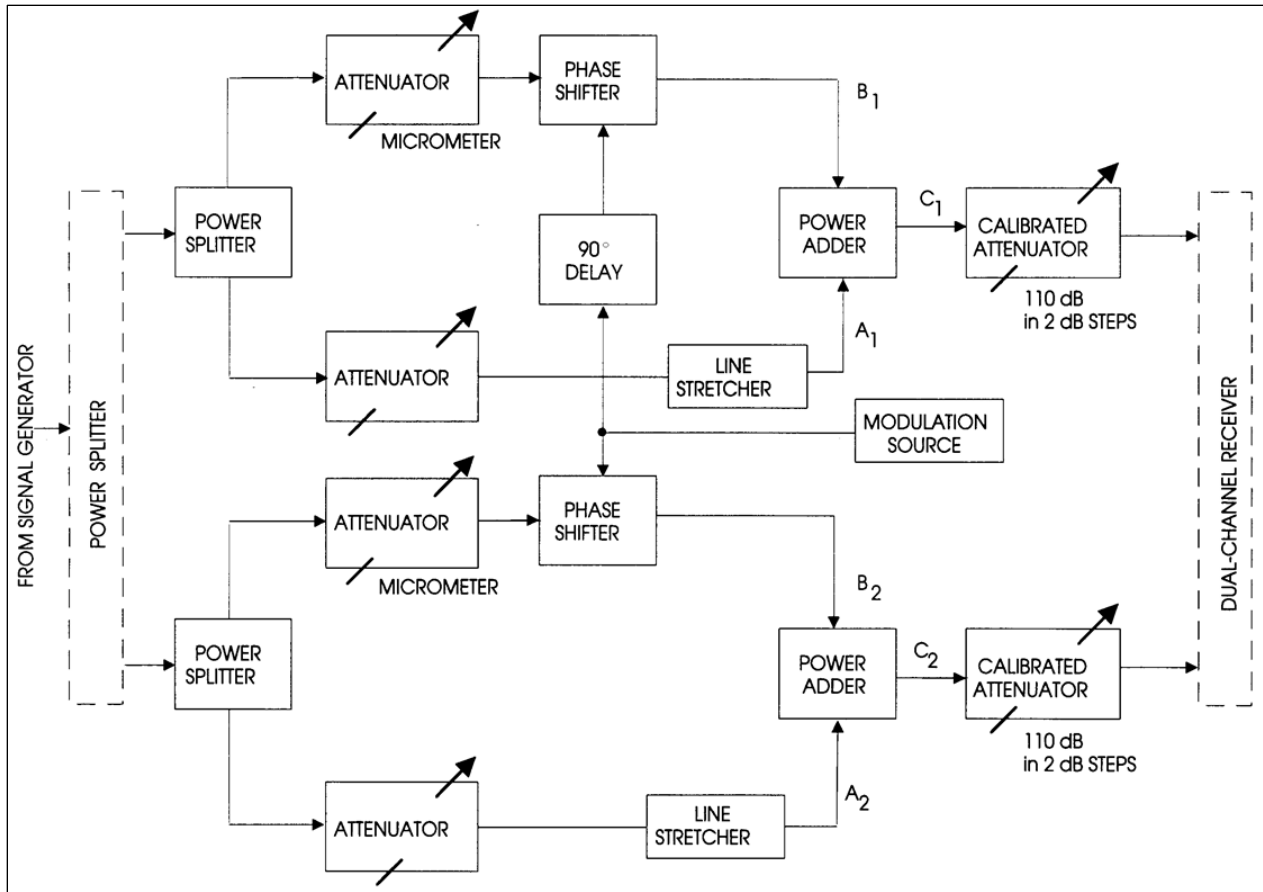 FROM SIGNAL GENERATOR
POWER SPLITTER
POWER
SPLITTER
ATTENUATOR
MICROMETER
PHASE
SHIFTER
B1
90°
DELAY
POWER
ADDER
C1
CALIBRATED
ATTENUATOR
110 dB
in 2 dB STEPS
ATTENUATOR
LINE
STRETCHER
A1
MODULATION
SOURCE
DUAL-CHANNEL RECEIVER
POWER
SPLITTER
ATTENUATOR
MICROMETER
PHASE
SHIFTER
B2
POWER
ADDER
C2
CALIBRATED
ATTENUATOR
110 dB
in 2 dB STEPS
ATTENUATOR
LINE
STRETCHER
A2